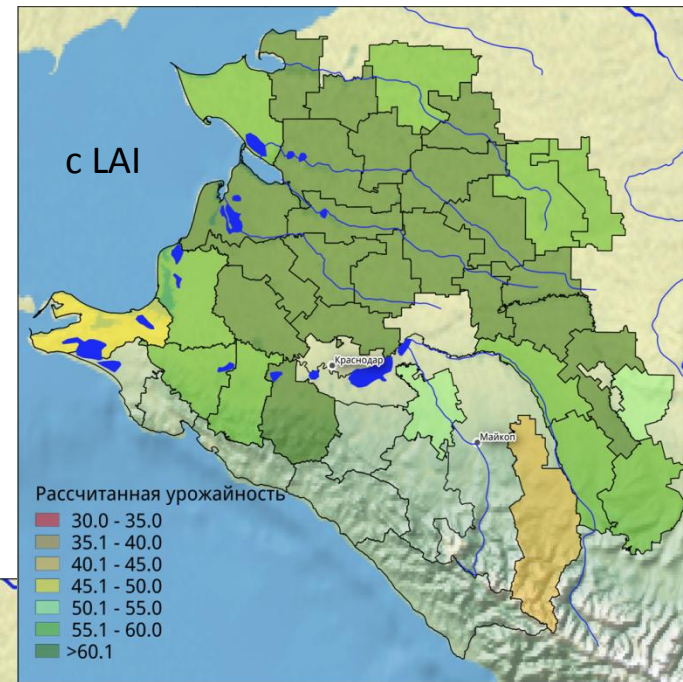 с LAI
Краснодар
Майкоп
Рассчитанная урожайность
30.0 - 35.0
35.1 - 40.0
40.1 - 45.0
45.1 - 50.0
50.1 - 55.0
55.1 - 60.0
>60.1